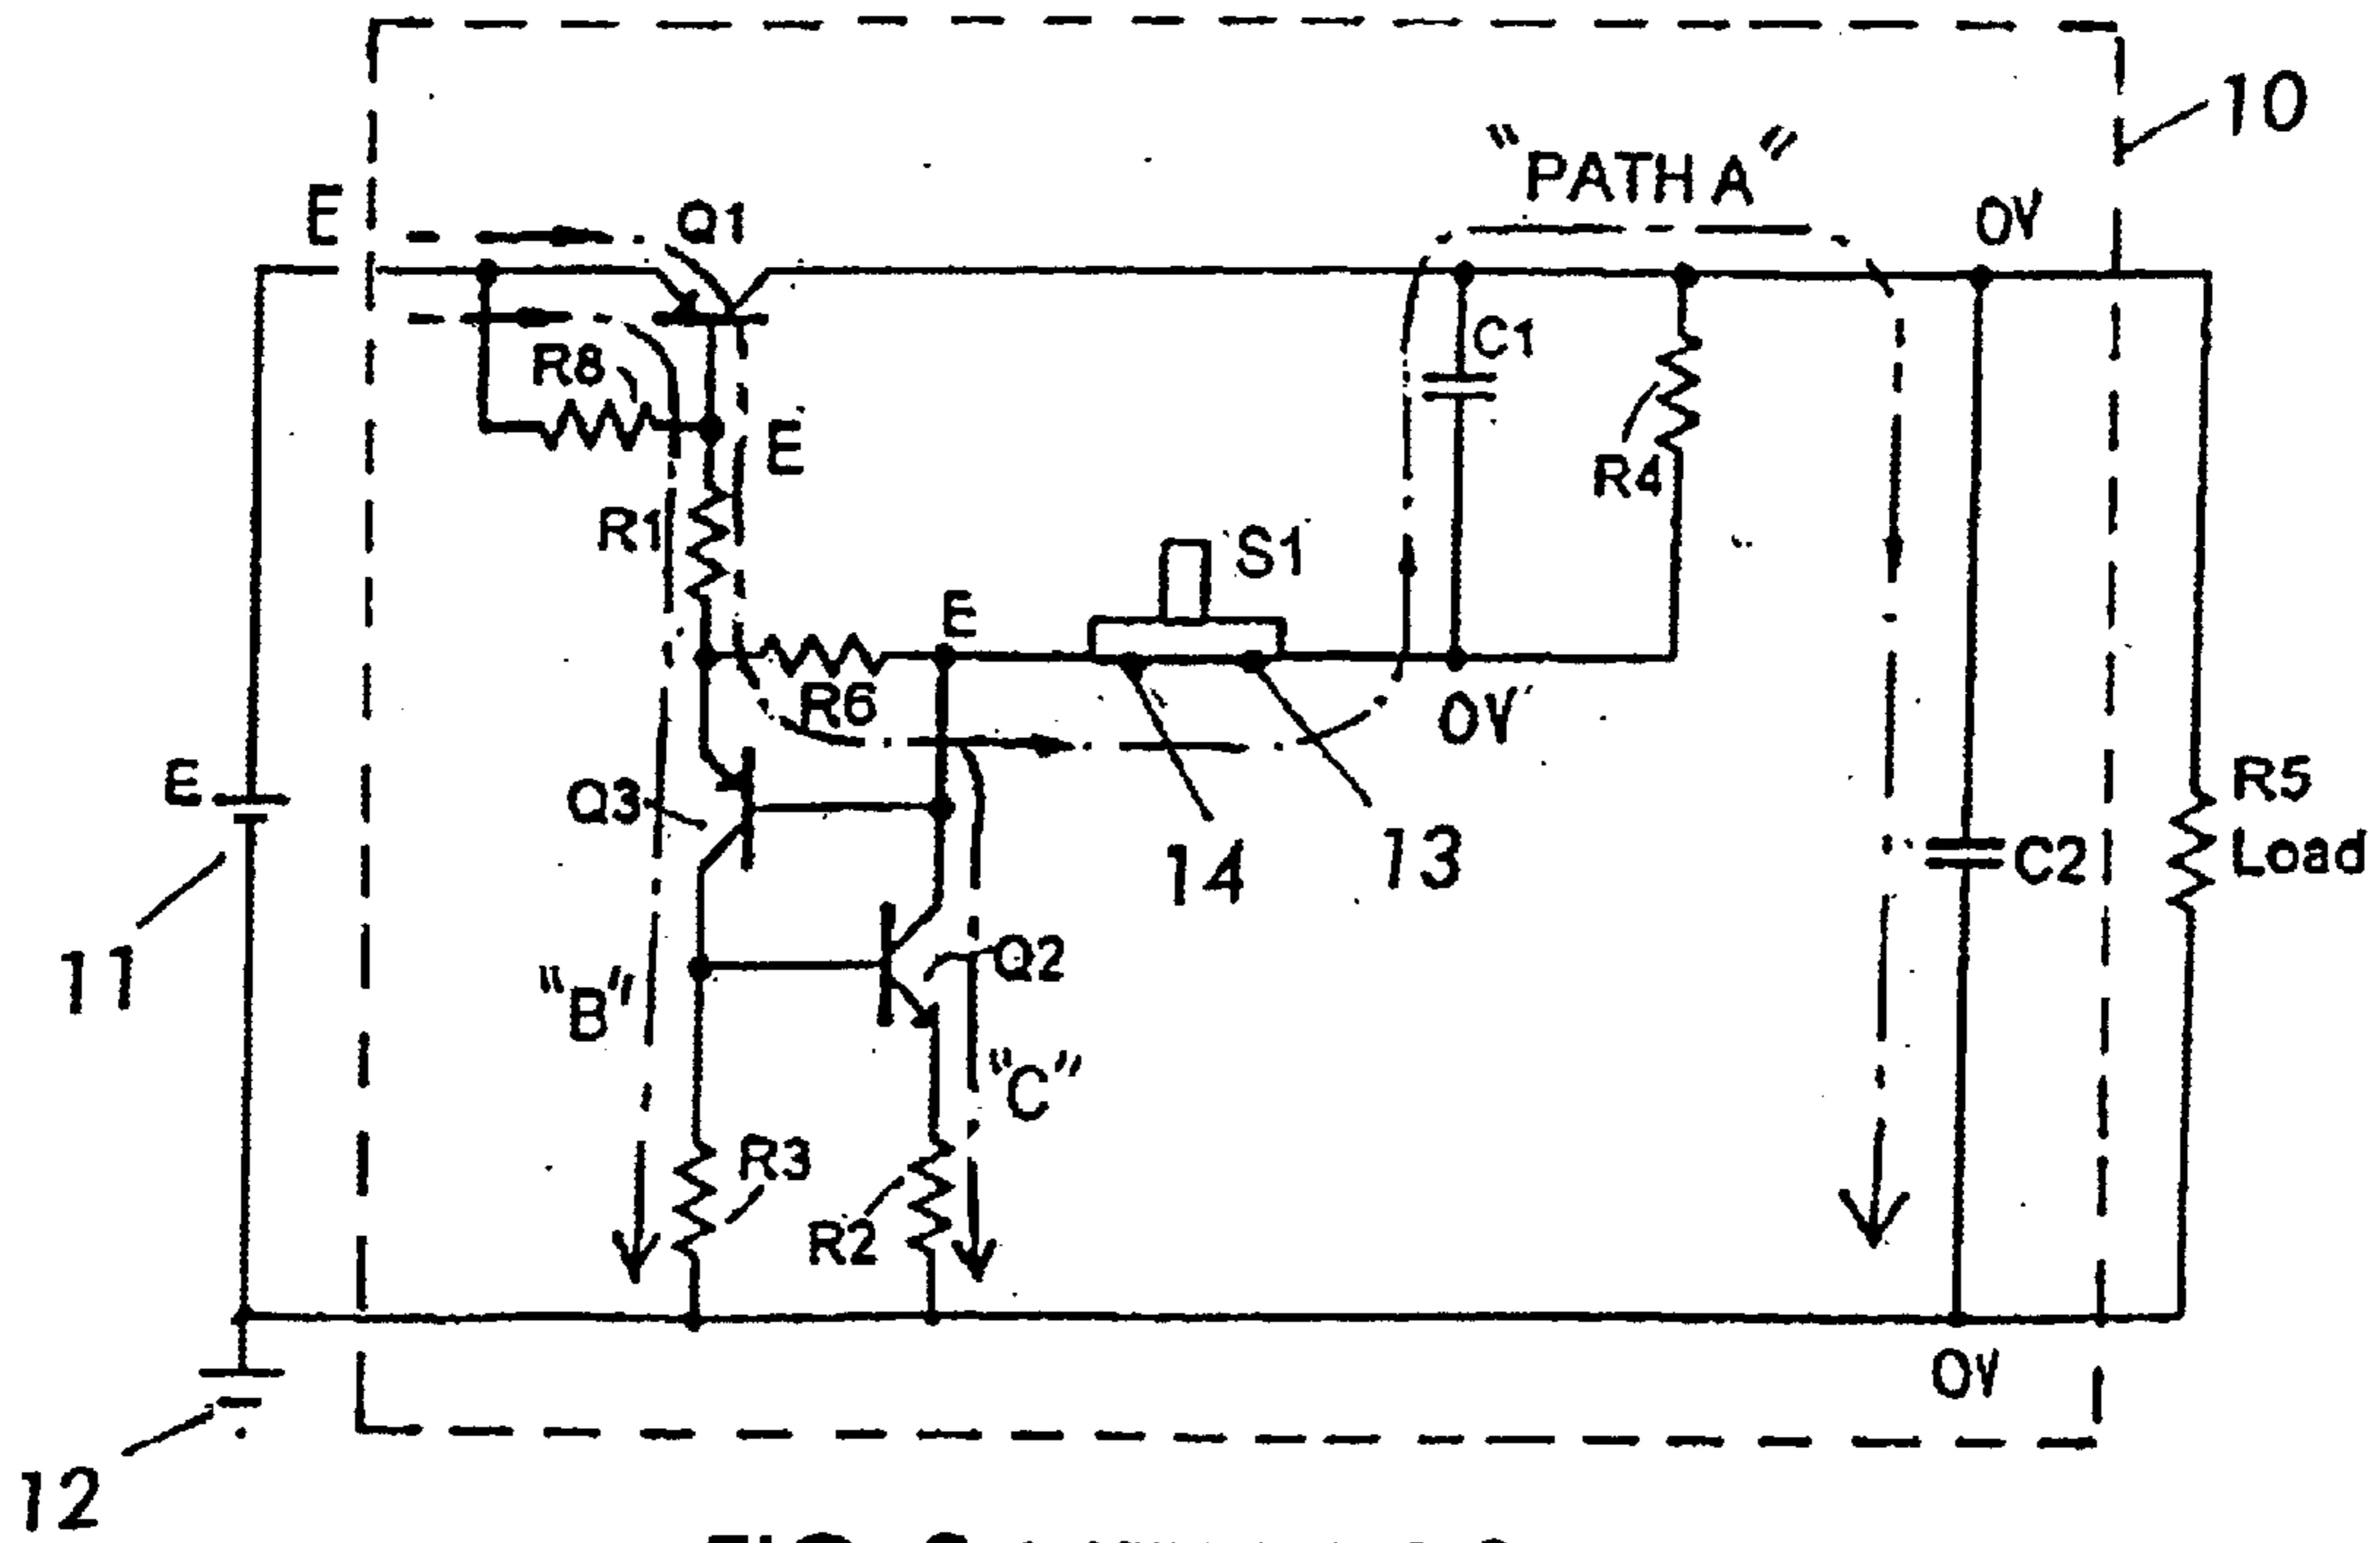 10
"PATH A"
E
Q1
0V
R8
C1
E
R4
R1
S1
E
R6
0V
E
Q3
R5
Load
14
13
C2
11
"B"
Q2
"C"
R3
R2
0V
12